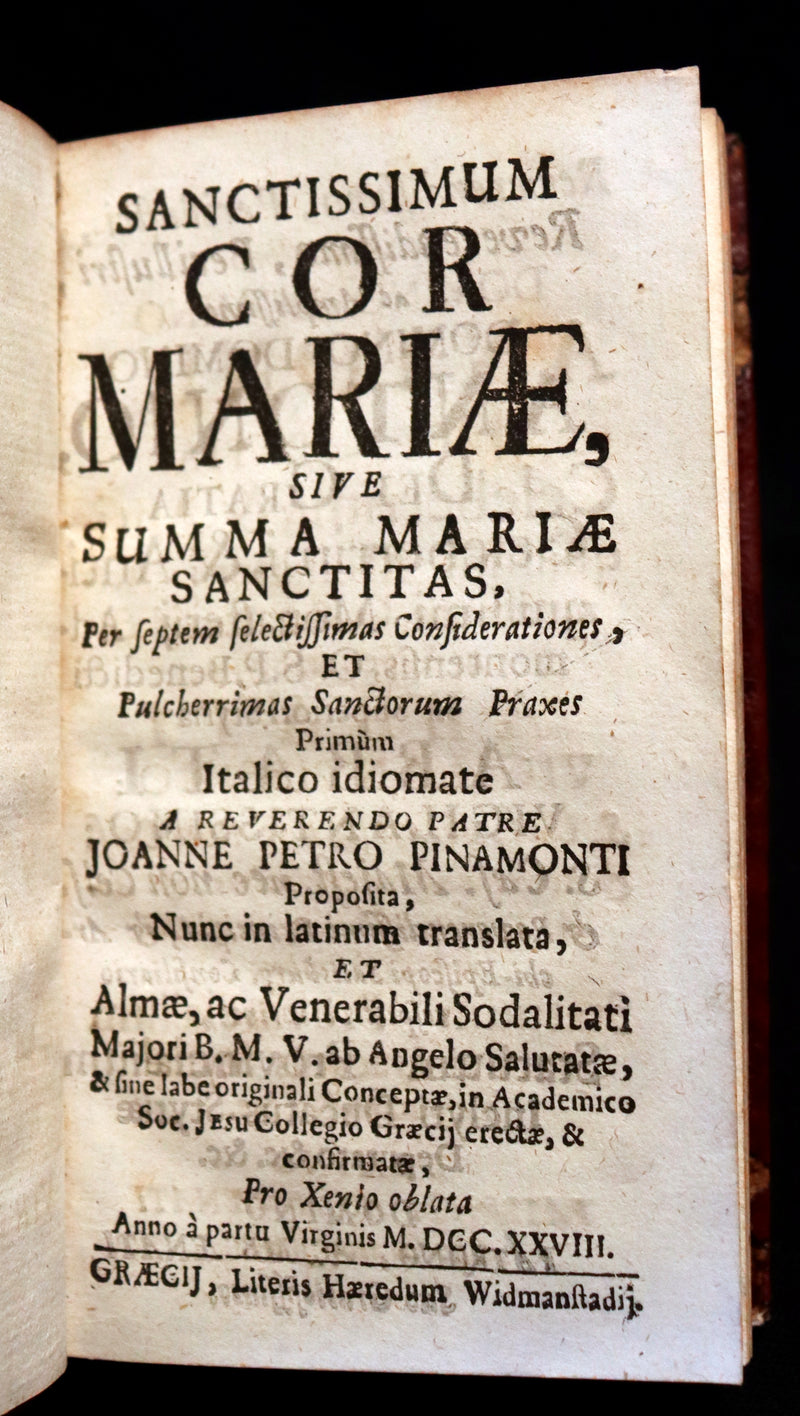 SANCTISSIMUM
COR
MARIÆ,
SIVE
SUMMA MARIÆ
SANCTITAS,
Per ſeptem ſelectiſſimas Conſiderationes,
ET
Pulcherrimas Sanctorum Praxes
Primùm
Italico idiomate
A REVERENDO PATRE
JOANNE PETRO PINAMONTI
Propoſita,
Nunc in latinum translata,
ET
Almæ, ac Venerabili Sodalitati
Majori B. M. V. ab Angelo Salutatæ,
& ſine labe originali Conceptæ, in Academico
Soc. JEsu Collegio Græcij erectæ, &
confirmatæ,
Pro Xenio oblata
Anno à partu Virginis M. DCC. XXVIII.
GRÆCIJ, Literis Hæredum Widmanſtadij.